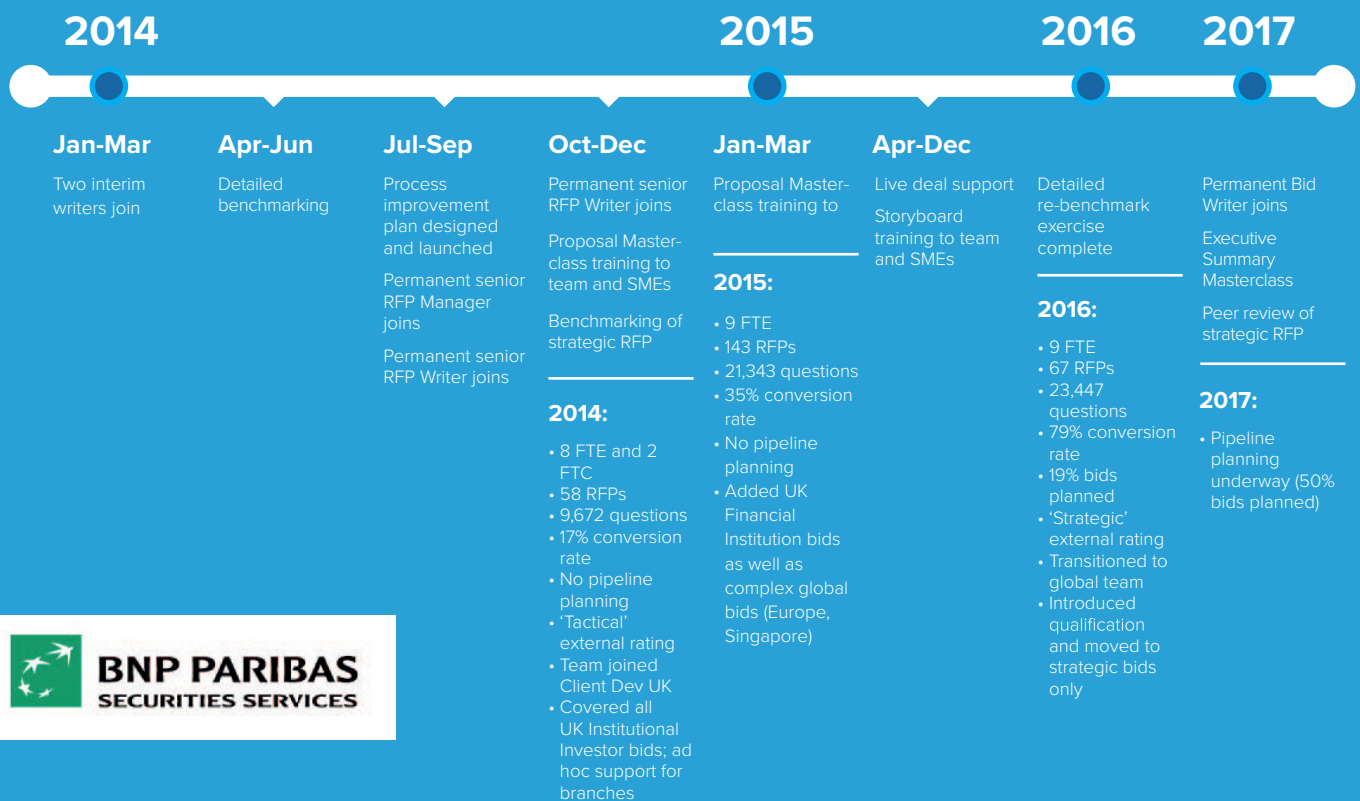 2014
2015
2016
2017
Jan-Mar
Two interim
writers join
Apr-Jun
Detailed
benchmarking
Jul-Sep
Process
improvement
plan designed
and launched
Permanent senior
RFP Manager
joins
Permanent senior
RFP Writer joins
Oct-Dec
Permanent senior
RFP Writer joins
Proposal Master-
class training to
team and SMEs
Benchmarking of
strategic RFP
2014:
• 8 FTE and 2
FTC
• 58 RFPs
• 9,672 questions
• 17% conversion
rate
• No pipeline
planning
• ‘Tactical’
external rating
• Team joined
Client Dev UK
• Covered all
UK Institutional
Investor bids; ad
hoc support for
branches
Jan-Mar
Proposal Master-
class training to
2015:
• 9 FTE
• 143 RFPs
• 21,343 questions
• 35% conversion
rate
• No pipeline
planning
• Added UK
Financial
Institution bids
as well as
complex global
bids (Europe,
Singapore)
Apr-Dec
Live deal support
Storyboard
training to team
and SMEs
Detailed
re-benchmark
exercise
complete
2016:
• 9 FTE
• 67 RFPs
• 23,447
questions
• 79% conversion
rate
• 19% bids
planned
• ‘Strategic’
external rating
• Transitioned to
global team
• Introduced
qualification
and moved to
strategic bids
only
Permanent Bid
Writer joins
Executive
Summary
Masterclass
Peer review of
strategic RFP
2017:
• Pipeline
planning
underway (50%
bids planned)
BNP PARIBAS
SECURITIES SERVICES